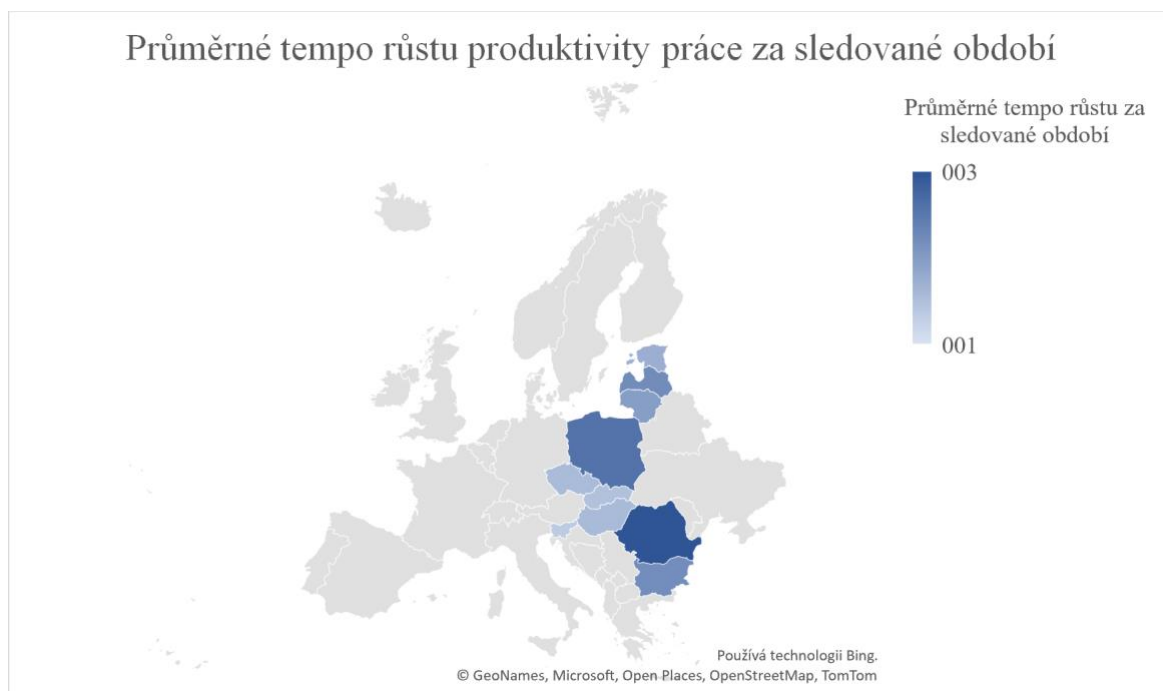 Průměrné tempo růstu produktivity práce za sledované období
Průměrné tempo růstu za
sledované období
003
001
Používá technologii Bing.
© GeoNames, Microsoft, Open Places, OpenStreetMap, TomTom